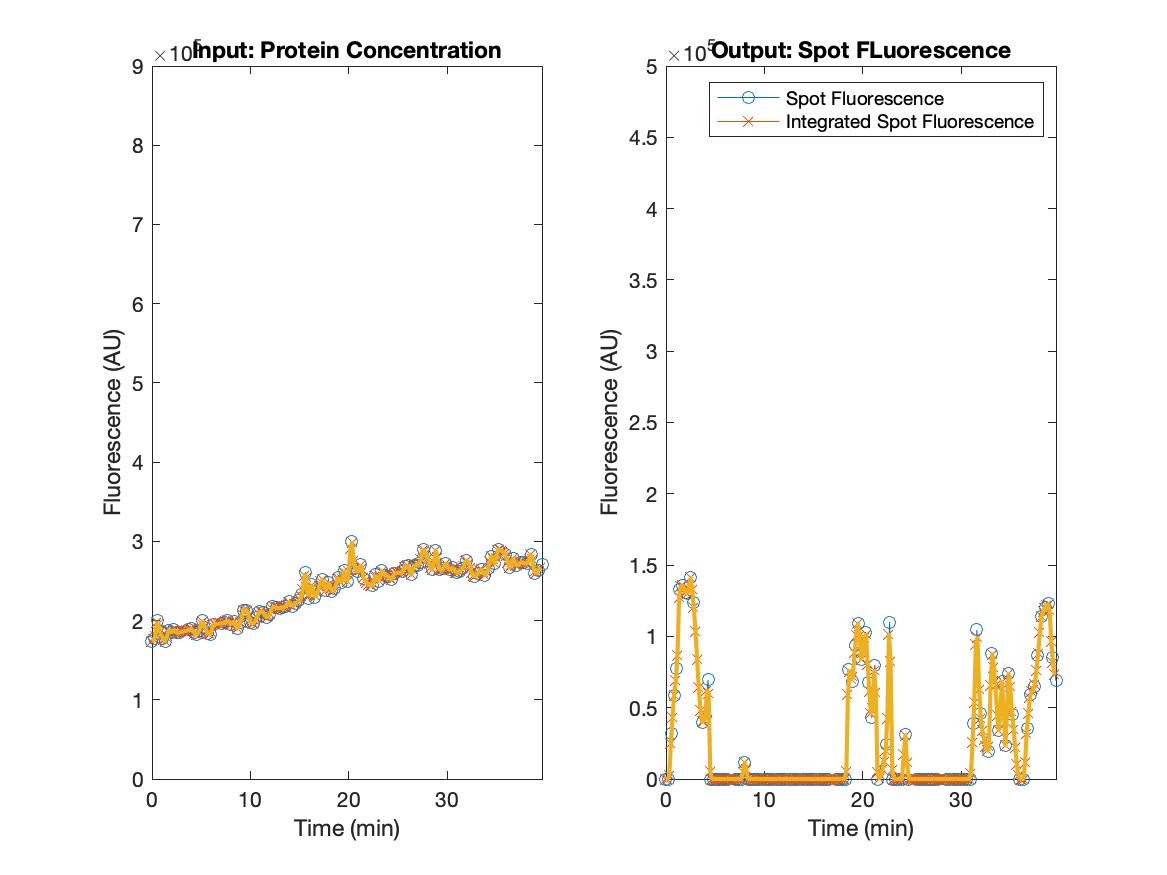 ×10⁵ Input: Protein Concentration
9
8
7
6
5
4
3
2
1
0
Fluorescence (AU)
0 10 20 30
Time (min)
×10⁵ Output: Spot FLuorescence
Spot Fluorescence
Integrated Spot Fluorescence
5
4.5
4
3.5
3
2.5
2
1.5
1
0.5
0
Fluorescence (AU)
0 10 20 30
Time (min)